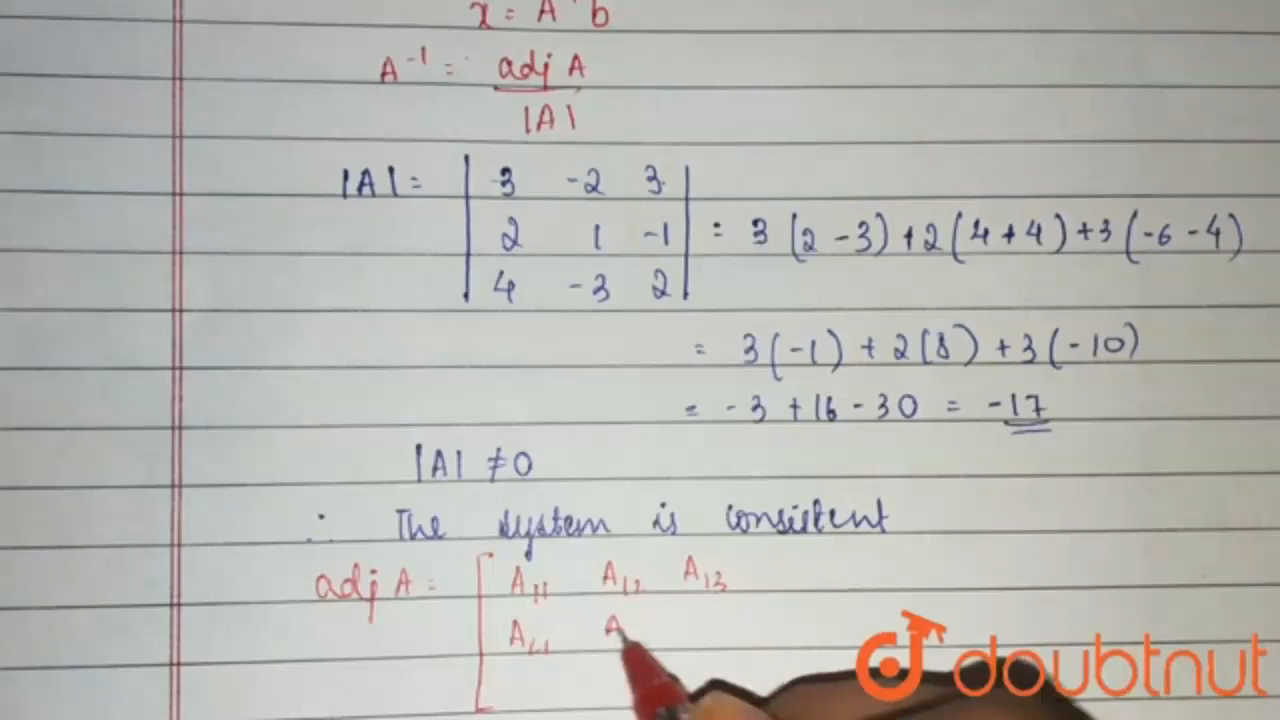 x = A⁻¹ b
A⁻¹ = adj A
|A|
|A| = | 3 -2 3 |
| 2 1 -1 | = 3 (2 - 3) + 2 (4 + 4) + 3 (-6 - 4)
| 4 -3 2 |
= 3 (-1) + 2 (8) + 3 (-10)
= -3 + 16 - 30 = -17
|A| ≠ 0
∴ The system is consistent
adj A = [ A₁₁ A₁₂ A₁₃
A₂₁ A
doubtnut